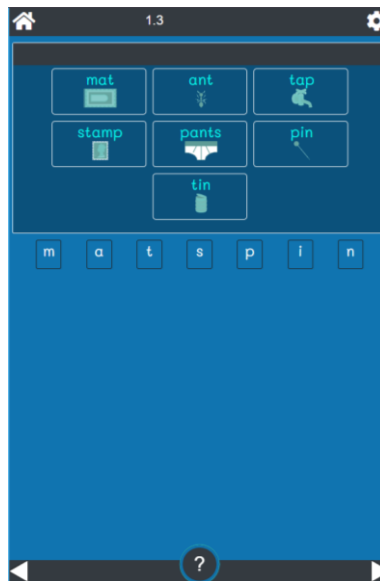 1.3
mat ant tap
stamp pants pin
tin
m a t s p i n
?